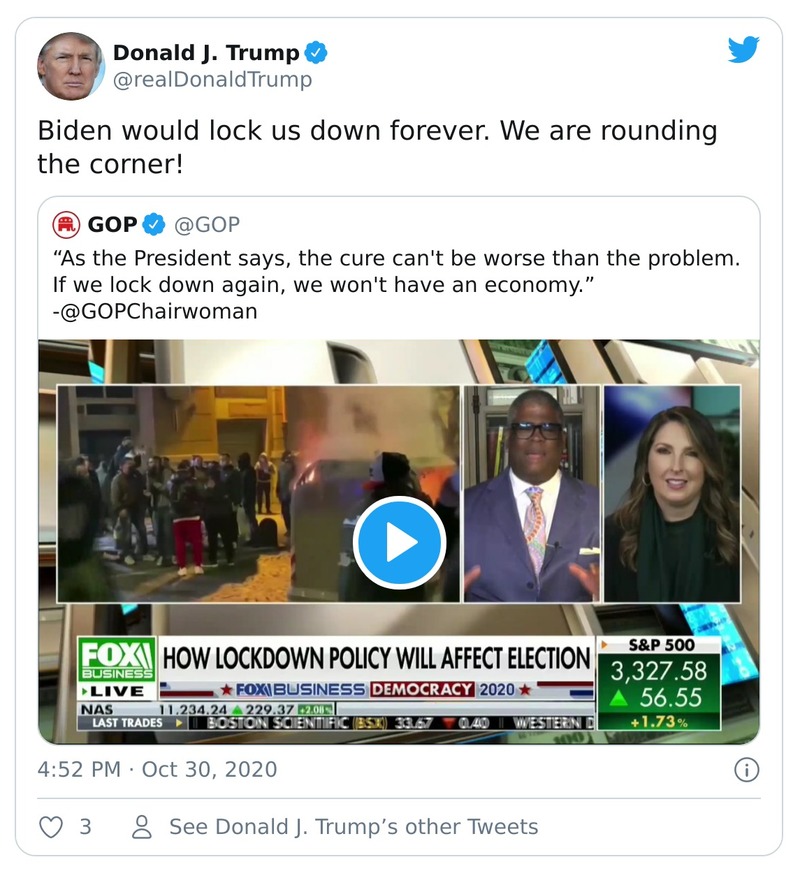 Donald J. Trump
@realDonaldTrump
Biden would lock us down forever. We are rounding
the corner!
GOP @GOP
“As the President says, the cure can't be worse than the problem.
If we lock down again, we won't have an economy.”
-@GOPChairwoman
FOX
BUSINESS
LIVE
HOW LOCKDOWN POLICY WILL AFFECT ELECTION
FOX BUSINESS DEMOCRACY 2020
S&P 500
3,327.58
56.55
+1.73%
NAS 11,234.24 229.37 +2.08%
LAST TRADES BOSTON SCIENTIFIC (BSX) 33.67 0.40 WESTERN D
4:52 PM · Oct 30, 2020
3 See Donald J. Trump’s other Tweets